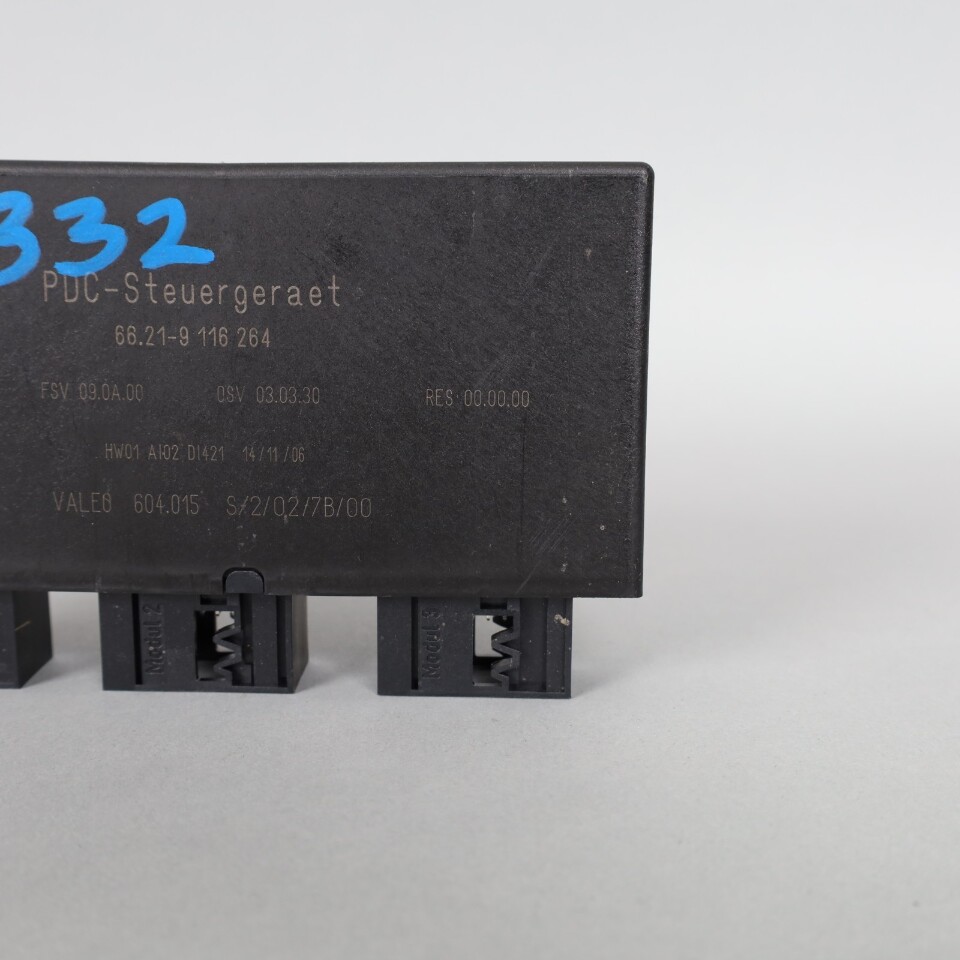 332
PDC-Steuergeraet
66.21-9 116 264
FSV 09.0A.00 OSV 03.03.30 RES 00.00.00
HW01 AI02 DI421 14/11/06
VALEO 604.015 S/2/02/7B/00
Modul 2 Modul 3